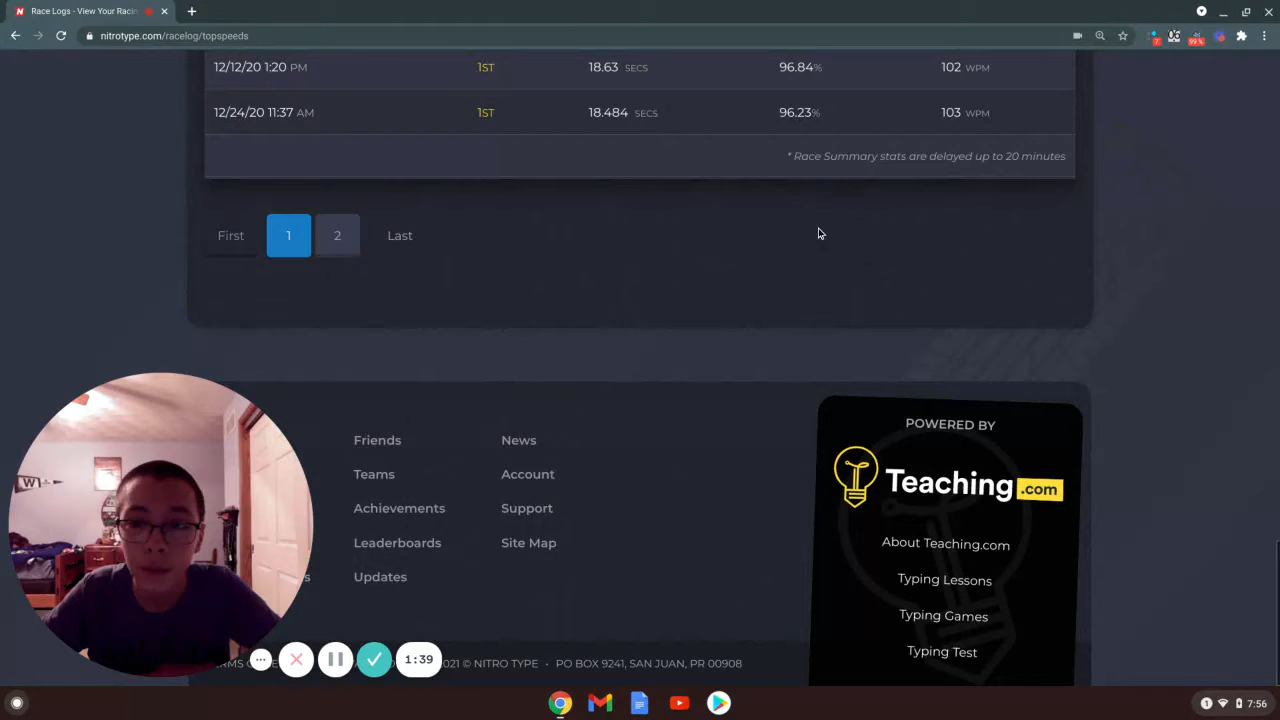 Race Logs - View Your Racin
nitrotype.com/racelog/topspeeds
7
99 %
12/12/20 1:20 PM 1ST 18.63 SECS 96.84% 102 WPM
12/24/20 11:37 AM 1ST 18.484 SECS 96.23% 103 WPM
* Race Summary stats are delayed up to 20 minutes
First 1 2 Last
Friends News
Teams Account
Achievements Support
Leaderboards Site Map
Updates
POWERED BY
Teaching.com
About Teaching.com
Typing Lessons
Typing Games
Typing Test
1:39
2021 © NITRO TYPE • PO BOX 9241, SAN JUAN, PR 00908
1 7:56